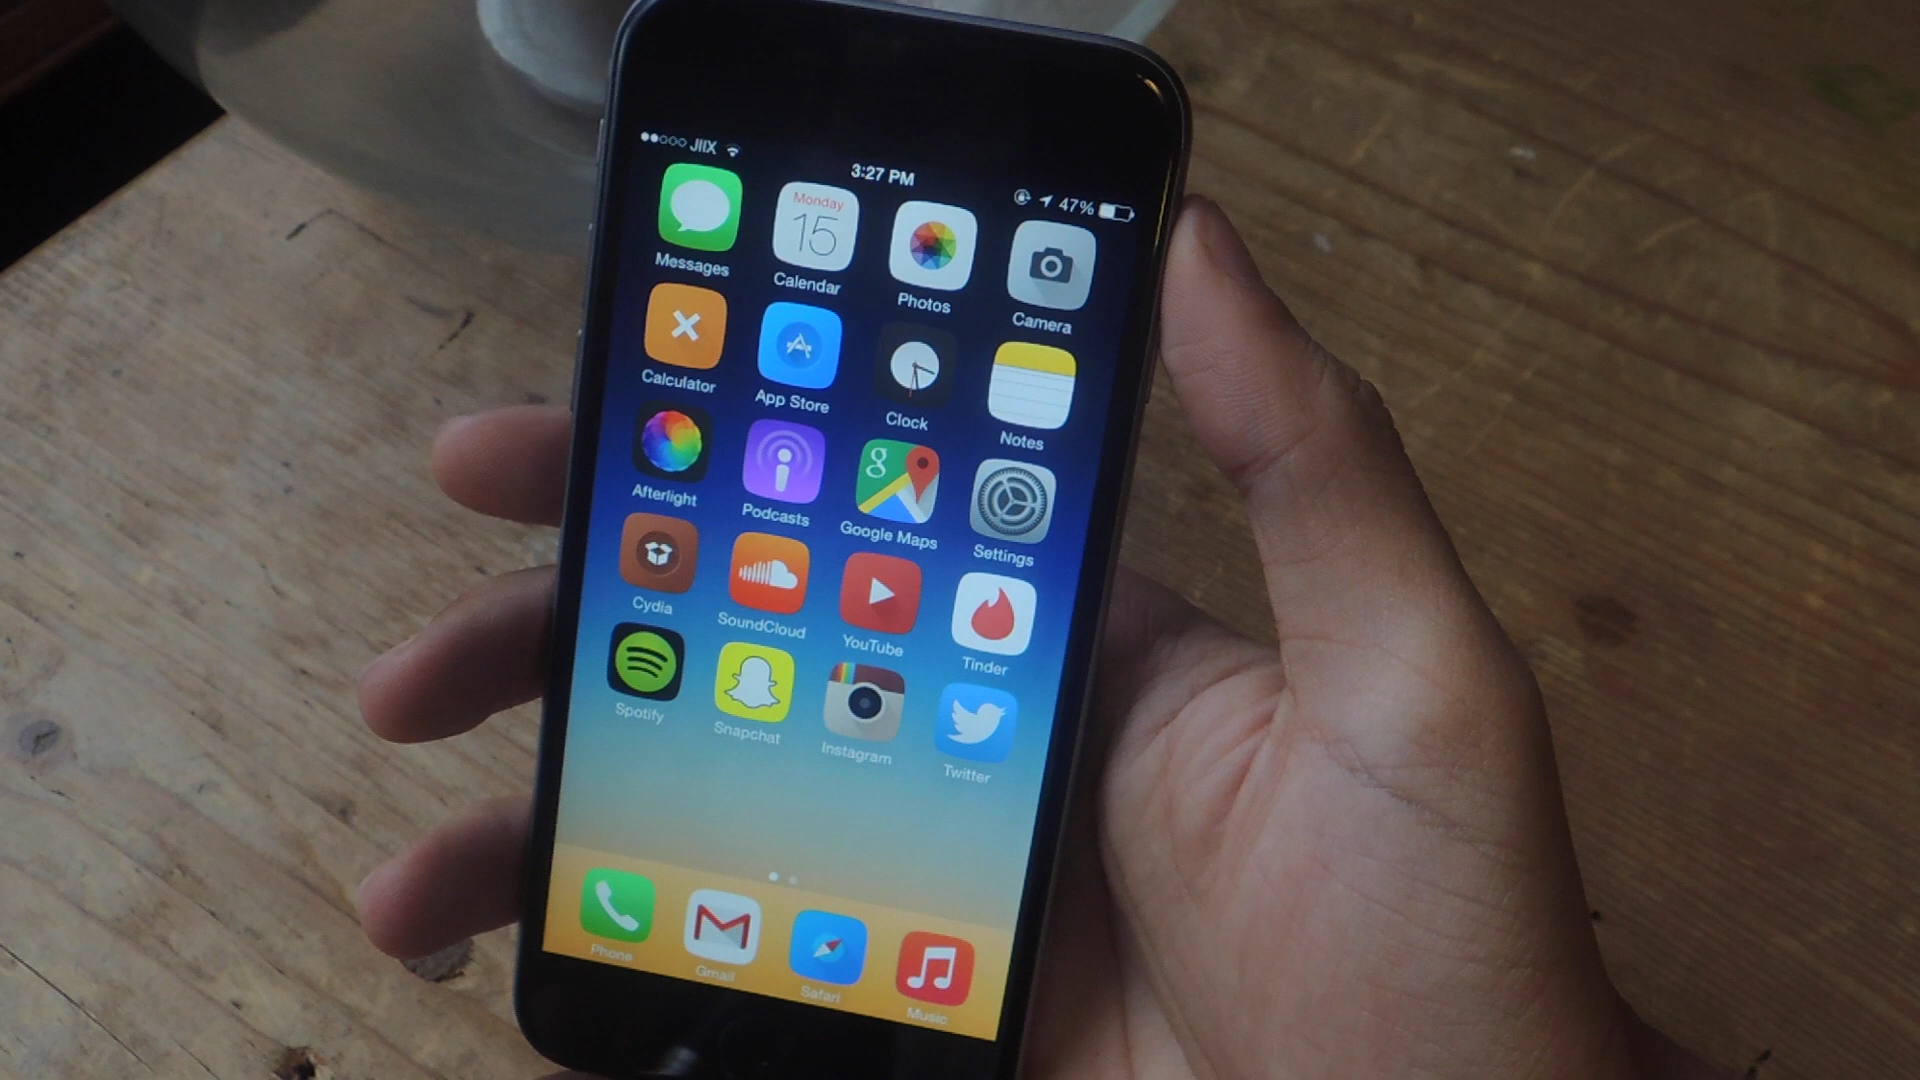 JIIX 3:27 PM 47%
Monday
15
Messages Calendar Photos Camera
Calculator App Store Clock Notes
g
Afterlight Podcasts Google Maps Settings
Cydia SoundCloud YouTube Tinder
Spotify Snapchat Instagram Twitter
Phone Gmail Safari Music